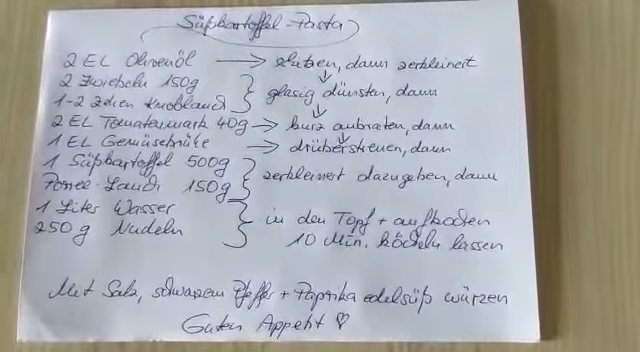 Süßkartoffel-Pasta
2 EL Olivenöl → dann zerkleinert
2 Zwiebeln 150g
1-2 Zehen Knoblauch } glasig dünsten, dann
2 EL Tomatenmark 40g → kurz anbraten, dann
1 EL Gemüsebrühe → drüberstreuen, dann
1 Süßkartoffel 500g
Porree-Lauch 150g } zerkleinert dazugeben, dann
1 Liter Wasser
250 g Nudeln } in den Topf + aufkochen
10 Min. köcheln lassen
Mit Salz, schwarzem Pfeffer + Paprika edelsüß würzen
Guten Appetit ♡